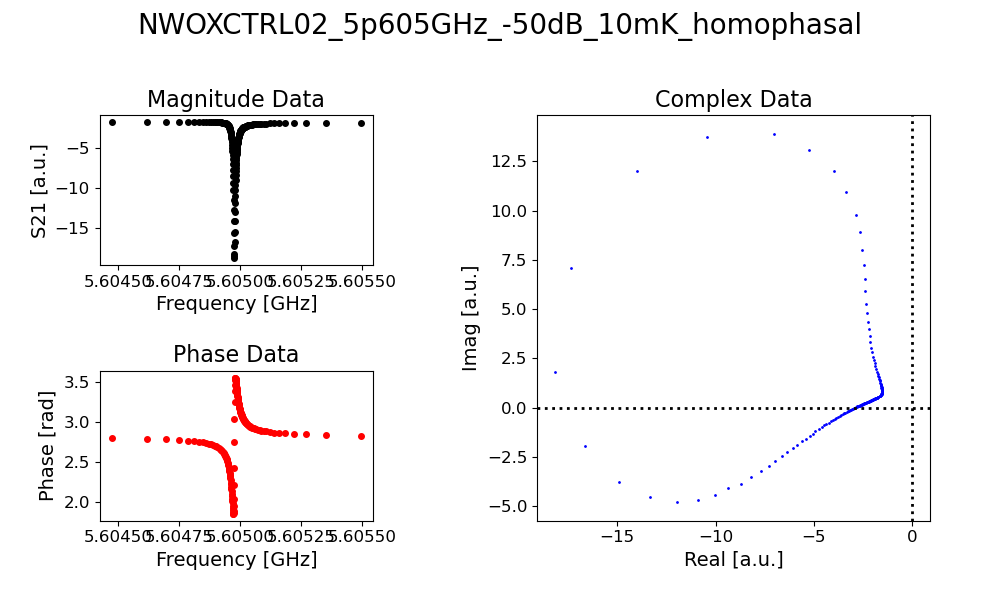 NWOXCTRL02_5p605GHz_-50dB_10mK_homophasal
Magnitude Data
S21 [a.u.]
−5
−10
−15
5.60450 5.60475 5.60500 5.60525 5.60550
Frequency [GHz]
Phase Data
Phase [rad]
3.5
3.0
2.5
2.0
5.60450 5.60475 5.60500 5.60525 5.60550
Frequency [GHz]
Complex Data
Imag [a.u.]
12.5
10.0
7.5
5.0
2.5
0.0
−2.5
−5.0
−15 −10 −5 0
Real [a.u.]